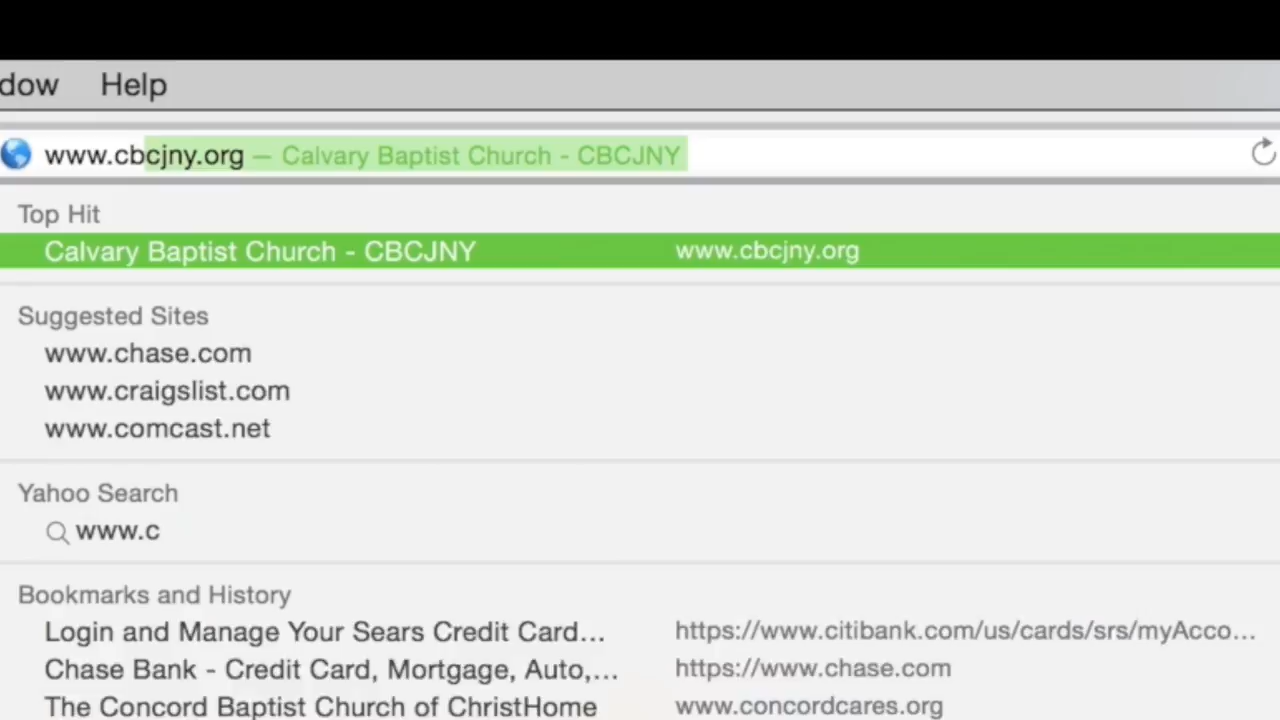 dow Help
www.cbcjny.org — Calvary Baptist Church - CBCJNY
Top Hit
Calvary Baptist Church - CBCJNY www.cbcjny.org
Suggested Sites
www.chase.com
www.craigslist.com
www.comcast.net
Yahoo Search
www.c
Bookmarks and History
Login and Manage Your Sears Credit Card... https://www.citibank.com/us/cards/srs/myAcco...
Chase Bank - Credit Card, Mortgage, Auto,... https://www.chase.com
The Concord Baptist Church of ChristHome www.concordcares.org